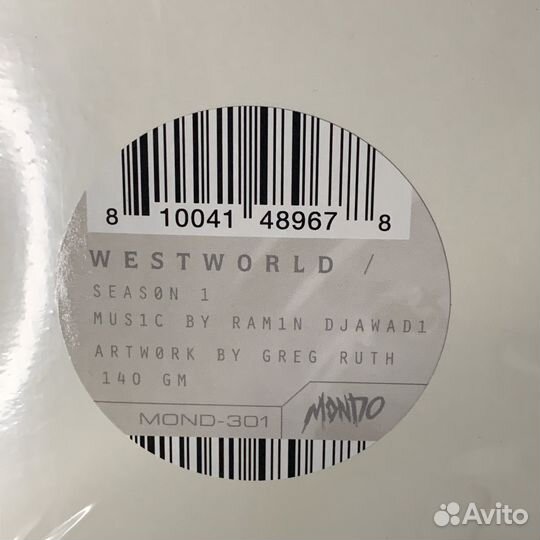 8 10041 48967 8
WESTWORLD /
SEAS0N 1
MUS1C BY RAM1N DJAWAD1
ARTW0RK BY GREG RUTH
140 GM
MOND-301
MONDO
Avito